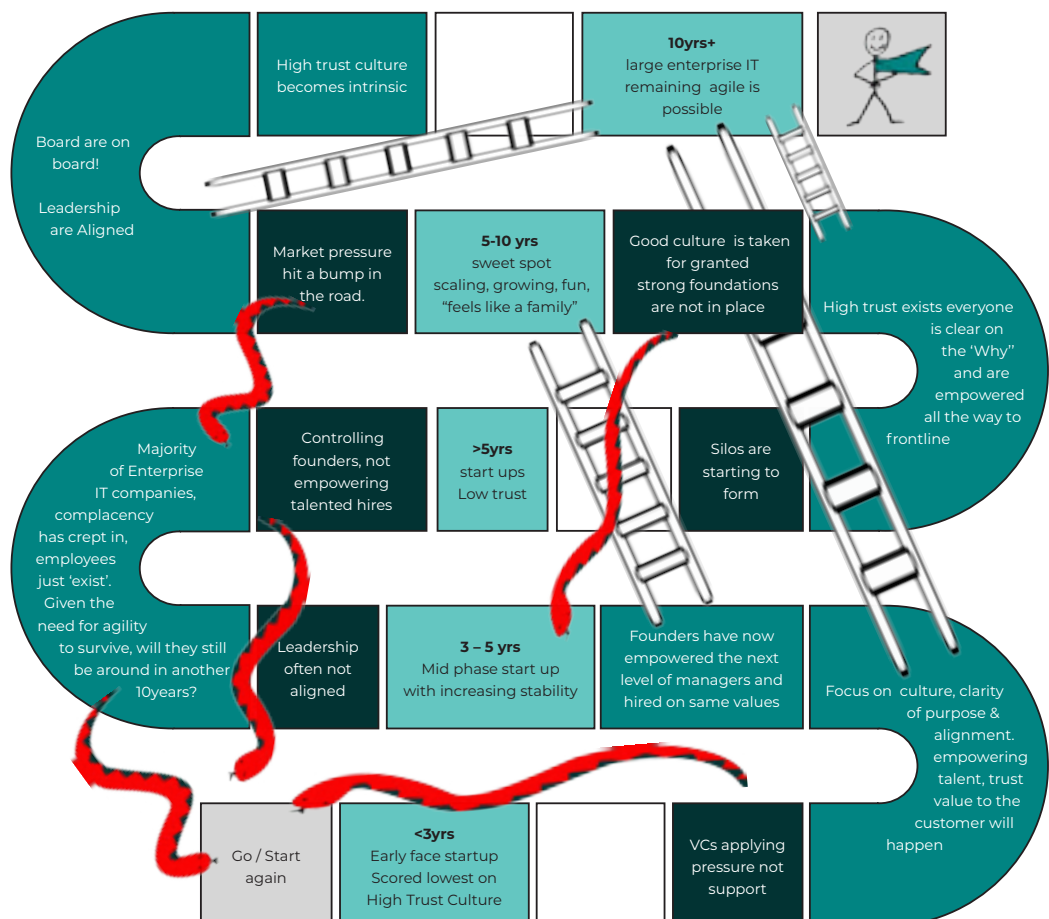 High trust culture
becomes intrinsic
10yrs+
large enterprise IT
remaining agile is
possible
Board are on
board!
Leadership
are Aligned
Market pressure
hit a bump in
the road.
5-10 yrs
sweet spot
scaling, growing, fun,
“feels like a family”
Good culture is taken
for granted
strong foundations
are not in place
High trust exists everyone
is clear on
the ‘Why’’
and are
empowered
all the way to
frontline
Majority
of Enterprise
IT companies,
complacency
has crept in,
employees
just ‘exist’.
Given the
need for agility
to survive, will they still
be around in another
10years?
Controlling
founders, not
empowering
talented hires
>5yrs
start ups
Low trust
Silos are
starting to
form
Leadership
often not
aligned
3 – 5 yrs
Mid phase start up
with increasing stability
Founders have now
empowered the next
level of managers and
hired on same values
Focus on culture, clarity
of purpose &
alignment.
empowering
talent, trust
value to the
customer will
happen
Go / Start
again
<3yrs
Early face startup
Scored lowest on
High Trust Culture
VCs applying
pressure not
support